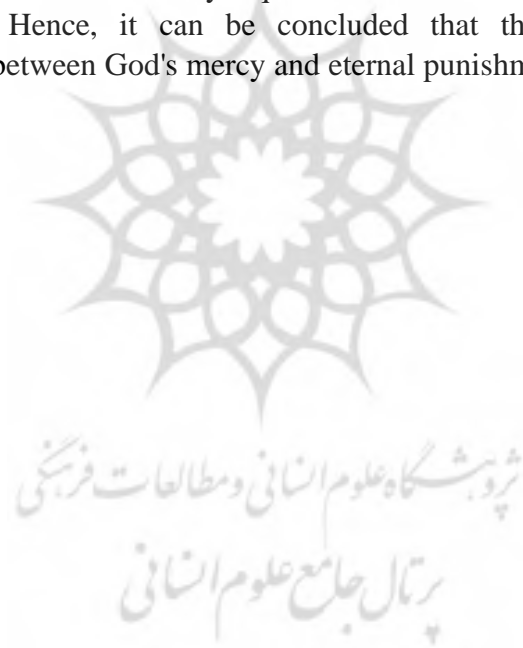 Hence, it can be concluded that th
between God's mercy and eternal punishm
پژوهشگاه علوم انسانی و مطالعات فرهنگی
پرتال جامع علوم انسانی